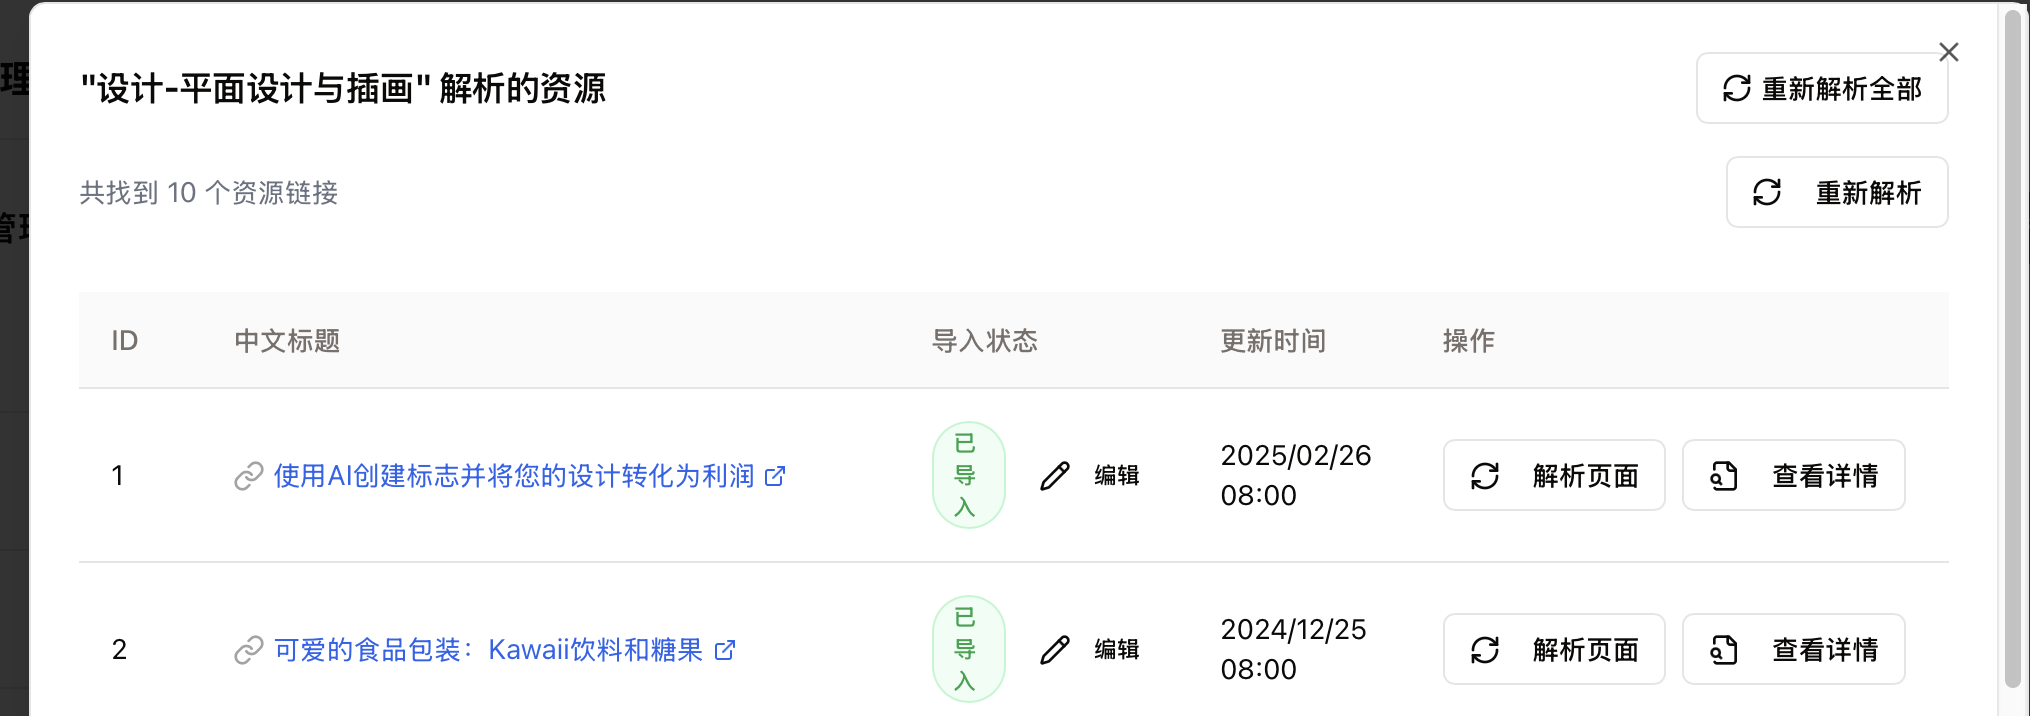 理
"设计-平面设计与插画" 解析的资源
重新解析全部
共找到 10 个资源链接
重新解析
ID
中文标题
导入状态
更新时间
操作
1
使用AI创建标志并将您的设计转化为利润
已
导
入
编辑
2025/02/26
08:00
解析页面
查看详情
2
可爱的食品包装：Kawaii饮料和糖果
已
导
入
编辑
2024/12/25
08:00
解析页面
查看详情